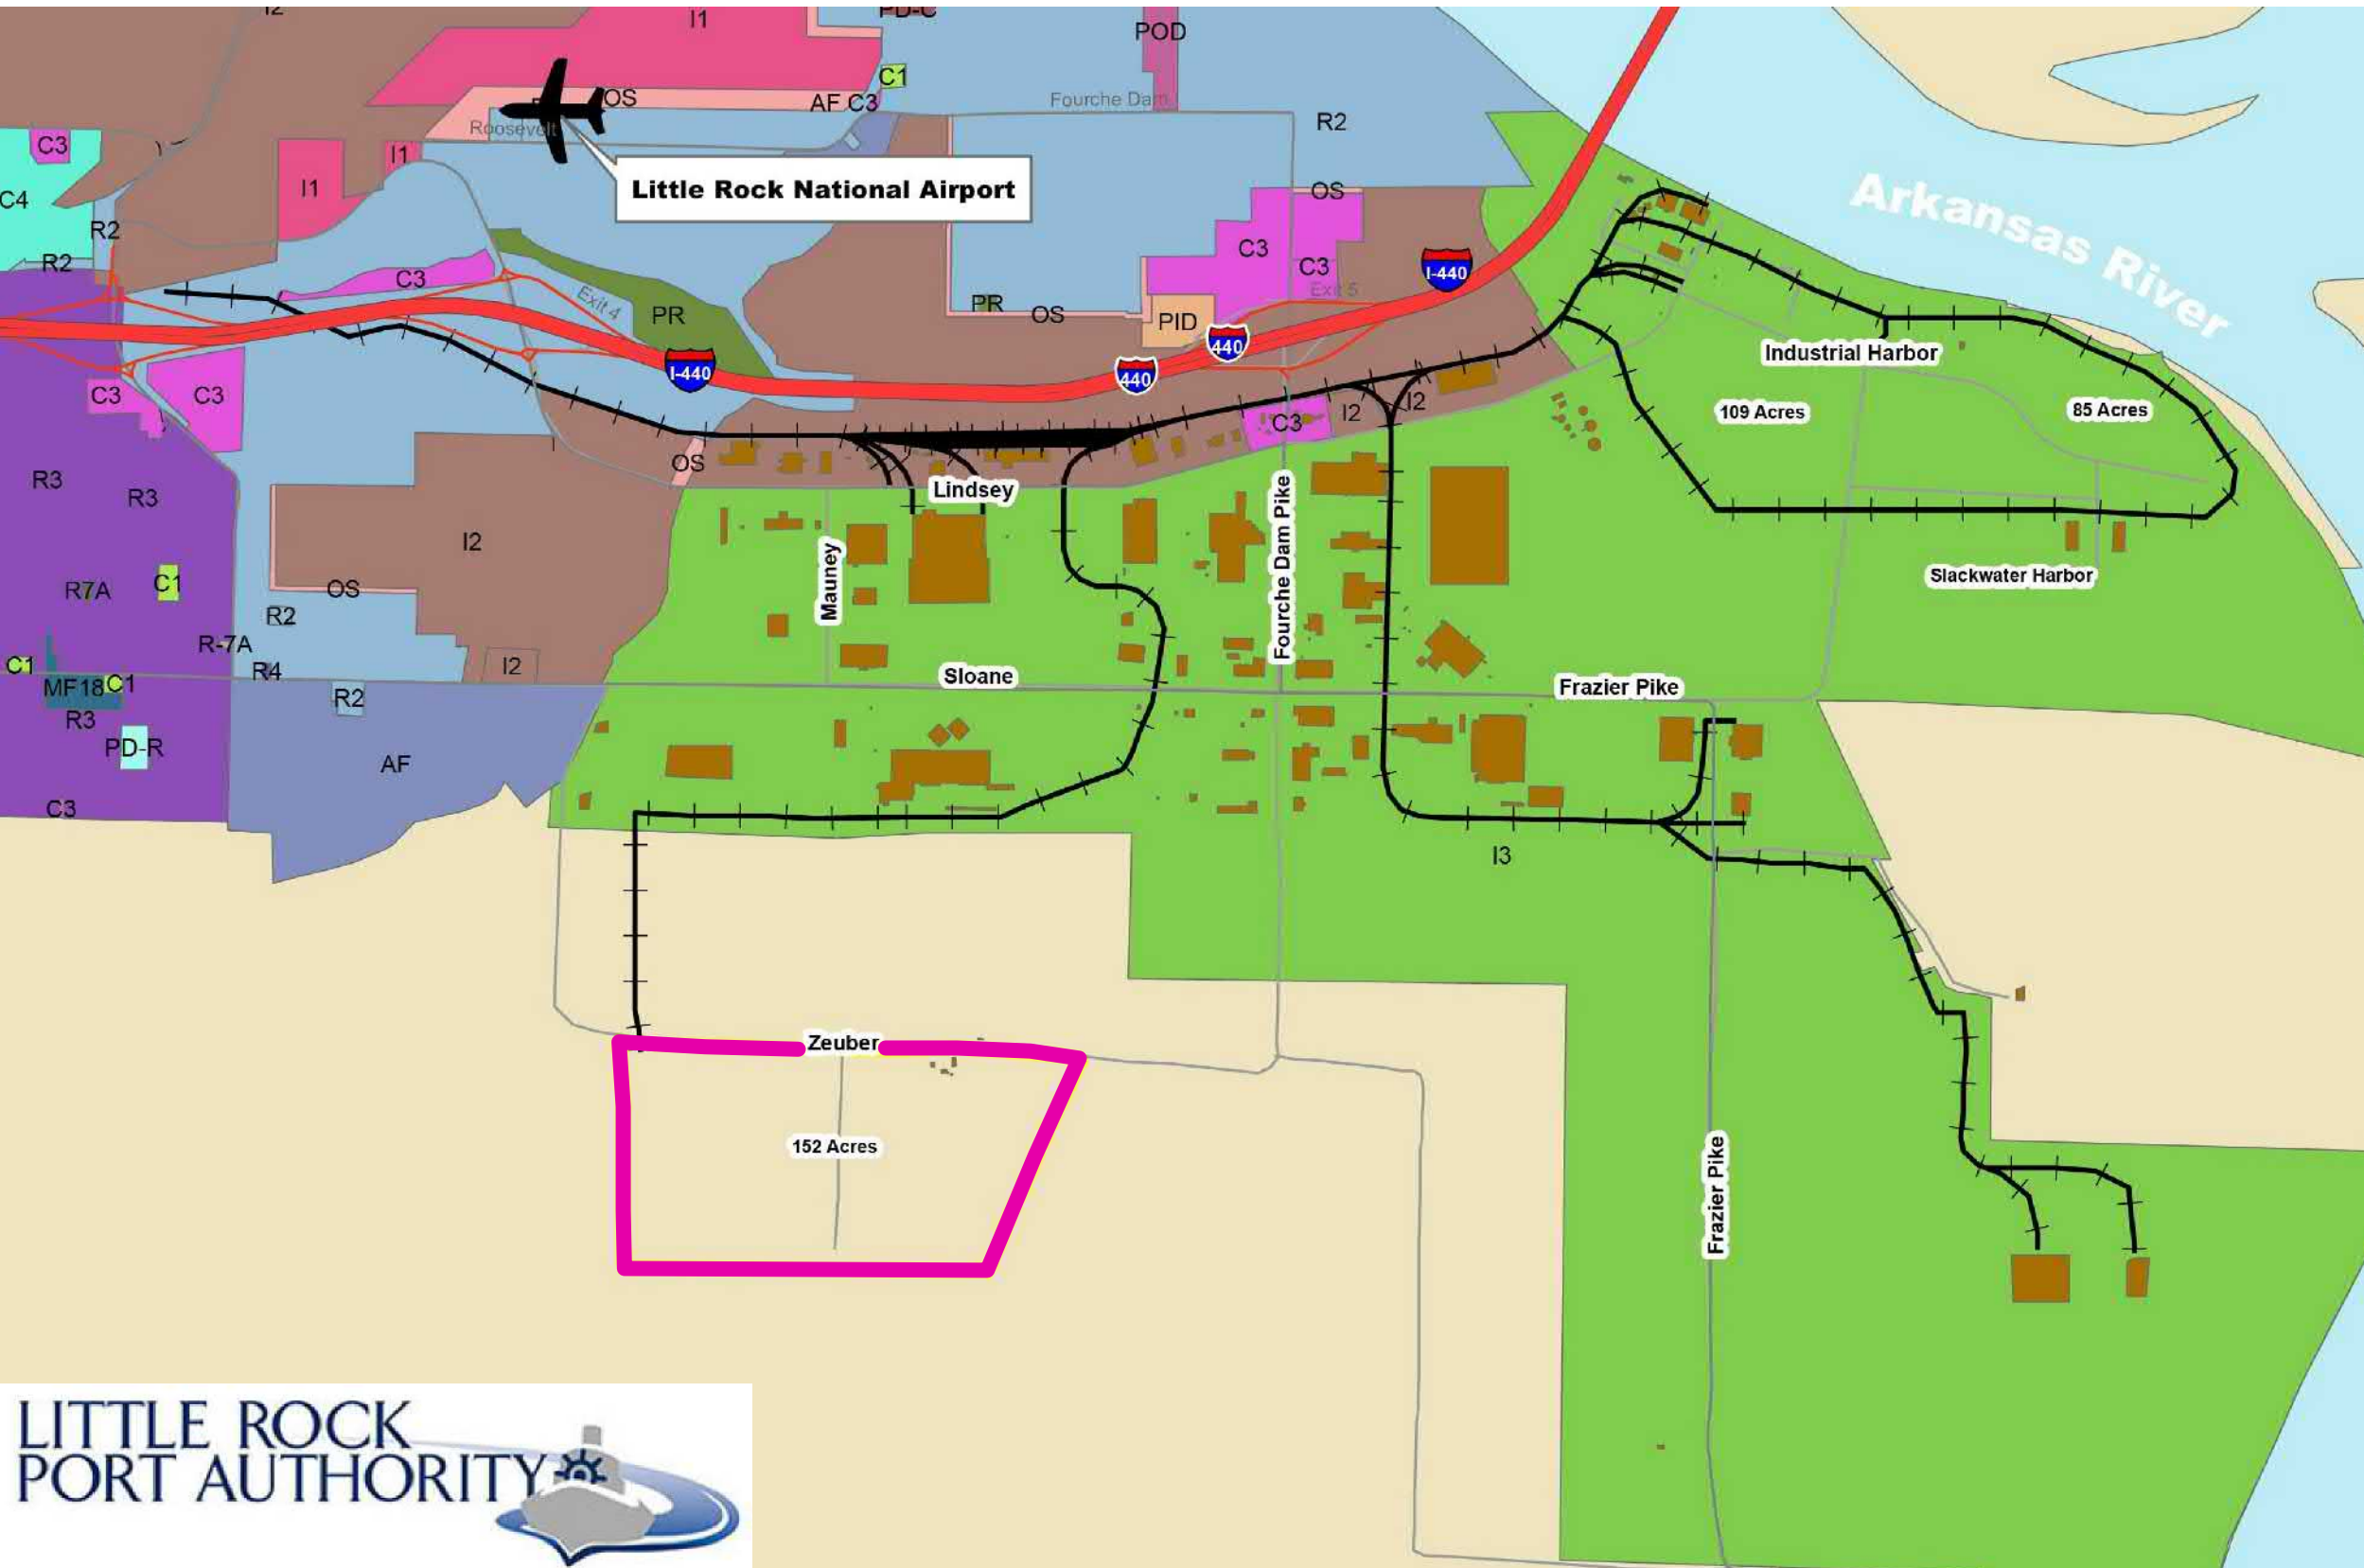 I2
I1
PD-C
POD
C1
OS
AF
C3
Fourche Dam
Roosevelt
R2
C3
I1
I1
Little Rock National Airport
OS
C4
R2
Arkansas River
R2
C3
C3
C3
I-440
Exit 4
PR
PR
OS
PID
Exit 5
440
I-440
440
Industrial Harbor
C3
C3
C3
I2
I2
109 Acres
85 Acres
OS
R3
R3
Lindsey
Mauney
Fourche Dam Pike
I2
Slackwater Harbor
R7A
C1
OS
R2
R-7A
C1
R4
I2
Sloane
Frazier Pike
MF18
C1
R2
R3
PD-R
AF
C3
I3
Zeuber
152 Acres
Frazier Pike
LITTLE ROCK
PORT AUTHORITY